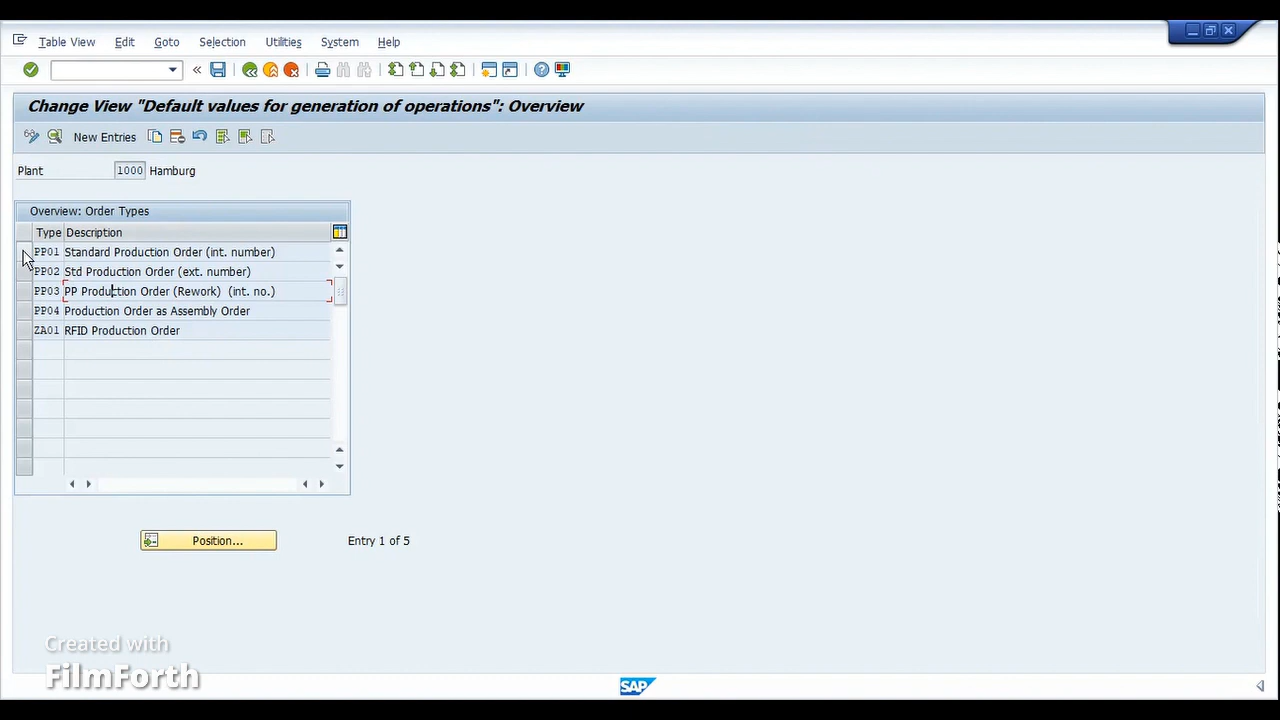 Table View Edit Goto Selection Utilities System Help
Change View "Default values for generation of operations": Overview
New Entries
Plant 1000 Hamburg
Overview: Order Types
Type Description
PP01 Standard Production Order (int. number)
PP02 Std Production Order (ext. number)
PP03 PP Production Order (Rework) (int. no.)
PP04 Production Order as Assembly Order
ZA01 RFID Production Order
Position... Entry 1 of 5
Created with
FilmForth
SAP